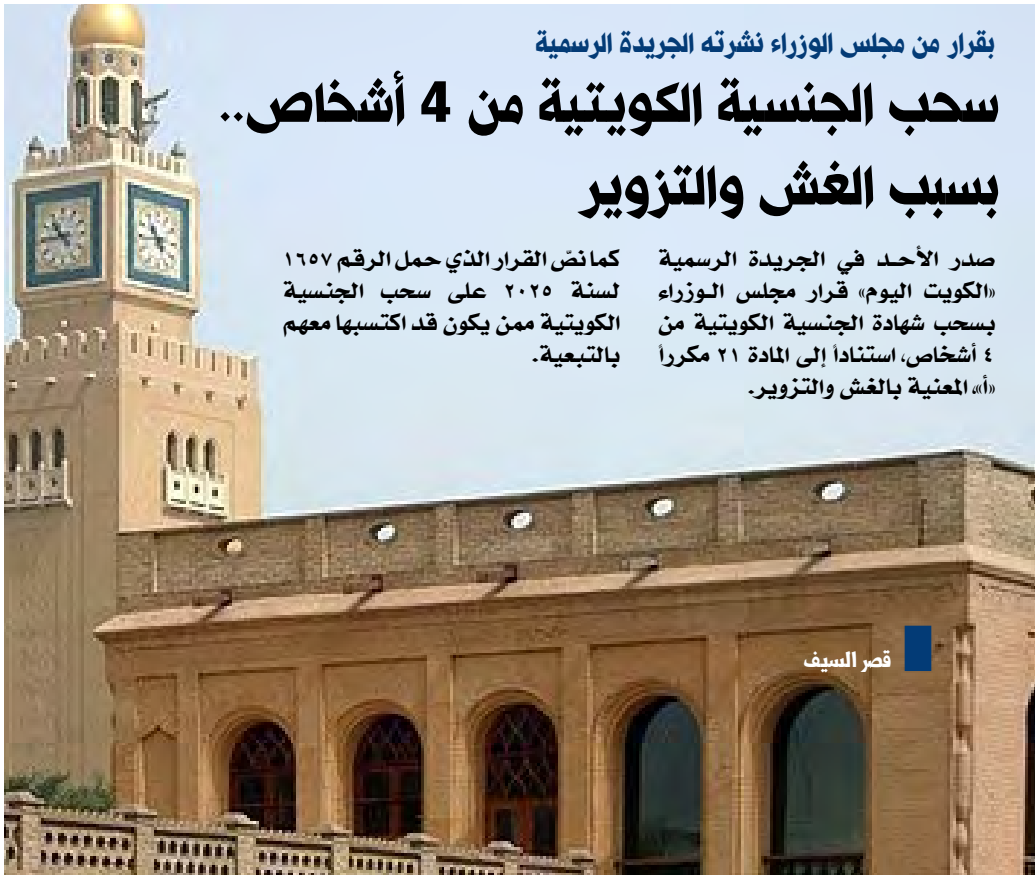 بقرار من مجلس الوزراء نشرته الجريدة الرسمية
سحب الجنسية الكويتية من 4 أشخاص..
بسبب الغش والتزوير
صدر الأحـد في الجريدة الرسمية
«الكويت اليوم» قرار مجلس الـوزراء
بسحب شهادة الجنسية الكويتية من
٤ أشخاص، استناداً إلى المادة ٢١ مكرراً
«أ»، المعنية بالغش والتزوير.
كما نصّ القرار الذي حمل الرقم ١٦٥٧
لسنة ٢٠٢٥ على سحب الجنسية
الكويتية ممن يكون قد اكتسبها معهم
بالتبعية.
قصر السيف